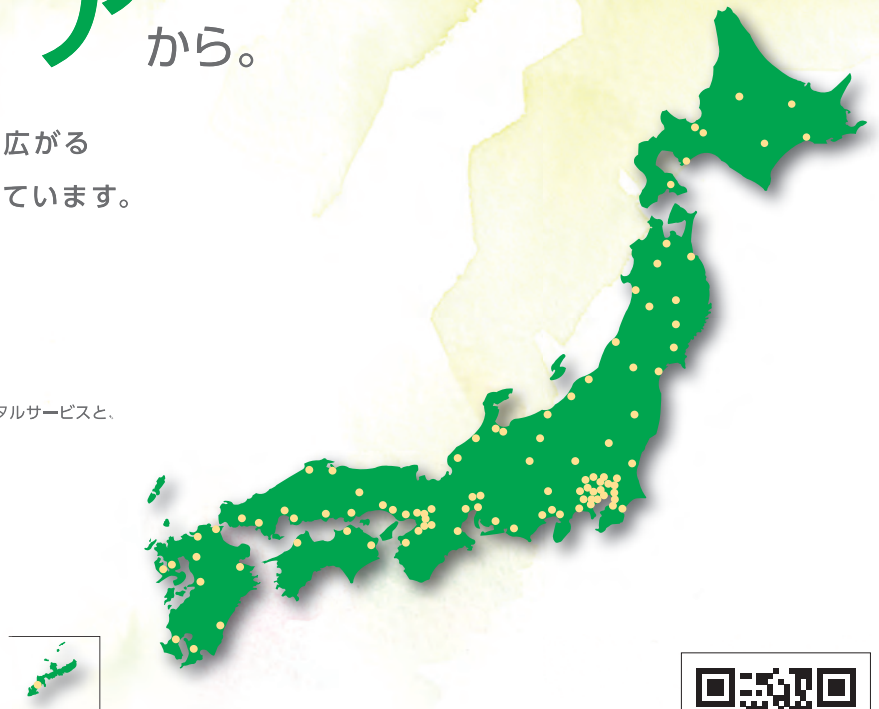 から。
広がる
ています。
タルサービスと、